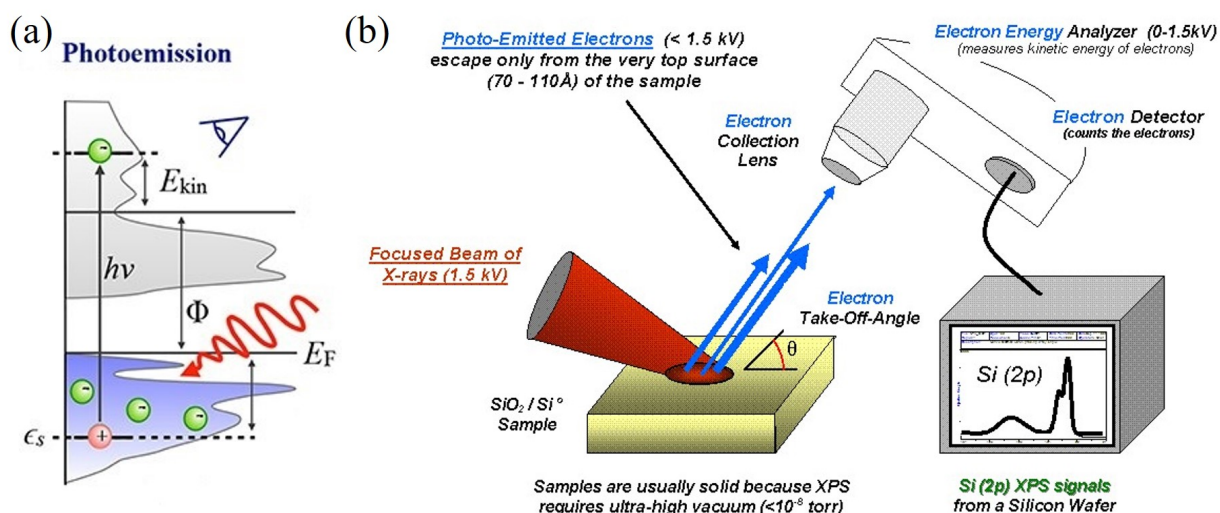 (a)
Photoemission
E_kin
hν
Φ
E_F
ϵ_s
(b)
Photo-Emitted Electrons (< 1.5 kV)
escape only from the very top surface
(70 - 110Å) of the sample
Electron Energy Analyzer (0-1.5kV)
(measures kinetic energy of electrons)
Electron Detector
(counts the electrons)
Electron
Collection
Lens
Focused Beam of
X-rays (1.5 kV)
Electron
Take-Off-Angle
θ
SiO₂ / Si°
Sample
Si (2p)
Samples are usually solid because XPS
requires ultra-high vacuum (<10⁻⁸ torr)
Si (2p) XPS signals
from a Silicon Wafer